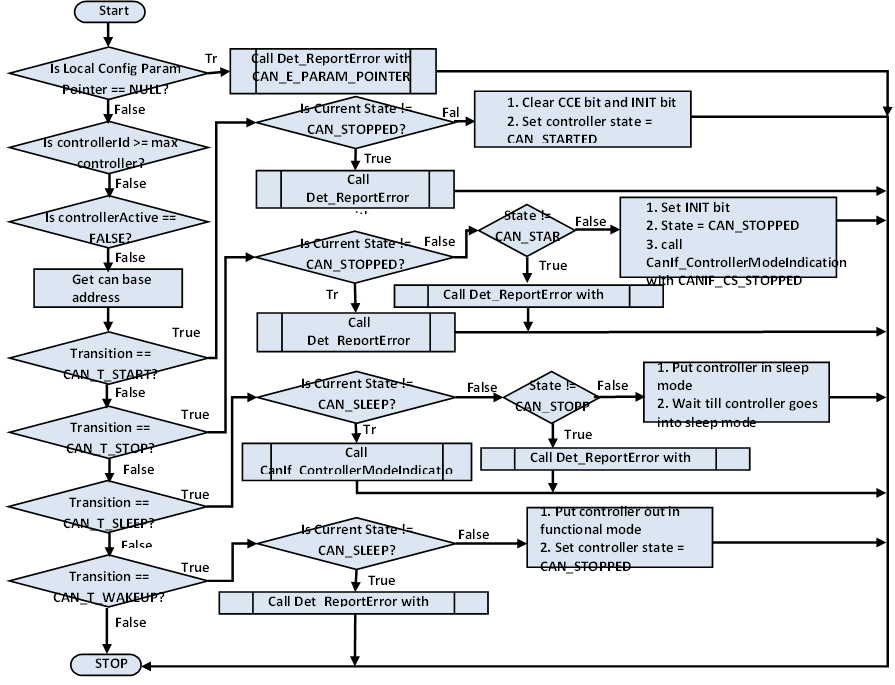 Start
Is Local Config Param
Pointer == NULL?
Tr
Call Det_ReportError with
CAN_E_PARAM_POINTER
False
Is controllerId >= max
controller?
False
Is controllerActive ==
FALSE?
False
Get can base
address
Is Current State !=
CAN_STOPPED?
Fal
1. Clear CCE bit and INIT bit
2. Set controller state =
CAN_STARTED
True
Call
Det_ReportError
Is Current State !=
CAN_STOPPED?
False
State !=
CAN_STAR
False
1. Set INIT bit
2. State = CAN_STOPPED
3. call
CanIf_ControllerModeIndication
with CANIF_CS_STOPPED
True
Call Det_ReportError with
Tr
Call
Det_ReportError
Transition ==
CAN_T_START?
True
False
Transition ==
CAN_T_STOP?
True
False
Is Current State !=
CAN_SLEEP?
False
State !=
CAN_STOPP
False
1. Put controller in sleep
mode
2. Wait till controller goes
into sleep mode
Tr
Call
CanIf_ControllerModeIndicatio
True
Call Det_ReportError with
Transition ==
CAN_T_SLEEP?
True
False
Is Current State !=
CAN_SLEEP?
False
1. Put controller out in
functional mode
2. Set controller state =
CAN_STOPPED
True
Call Det_ReportError with
Transition ==
CAN_T_WAKEUP?
True
False
STOP